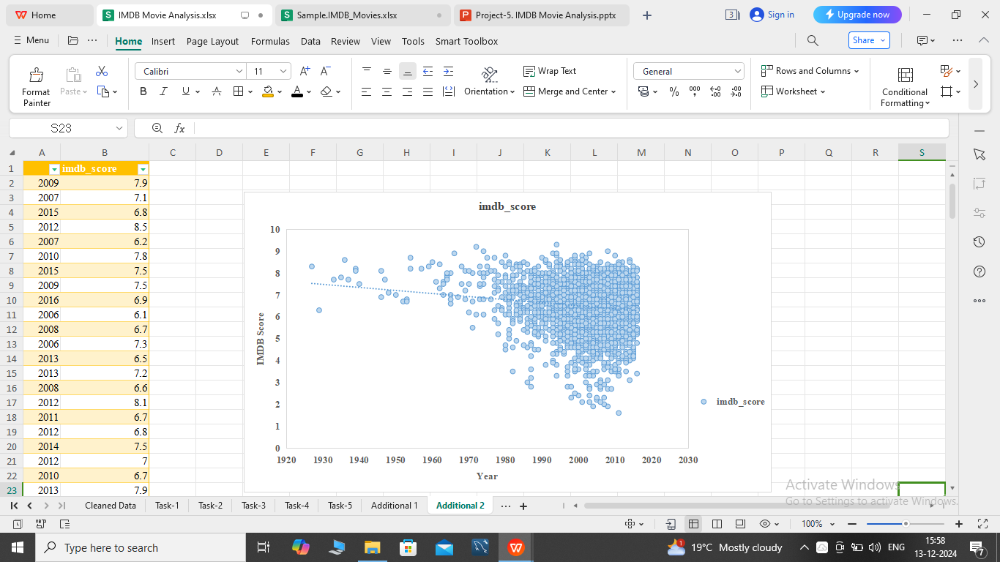 Home IMDB Movie Analysis.xlsx Sample.IMDB_Movies.xlsx Project-5. IMDB Movie Analysis.pptx + 3 Sign in Upgrade now
Menu ··· Home Insert Page Layout Formulas Data Review View Tools Smart Toolbox Share ···
Format Painter Paste Calibri 11 A+ A- Wrap Text General Rows and Columns
B I U A A Orientation Merge and Center % 000 Worksheet Conditional Formatting
S23 fx
A B C D E F G H I J K L M N O P Q R S
1 imdb_score
2 2009 7.9
3 2007 7.1
4 2015 6.8
5 2012 8.5
6 2007 6.2
7 2010 7.8
8 2015 7.5
9 2009 7.5
10 2016 6.9
11 2006 6.1
12 2008 6.7
13 2006 7.3
14 2013 6.5
15 2013 7.2
16 2008 6.6
17 2012 8.1
18 2011 6.7
19 2012 6.8
20 2014 7.5
21 2012 7
22 2010 6.7
23 2013 7.9
imdb_score
10
9
8
7
6
5
4
3
2
1
0
IMDB Score
1920 1930 1940 1950 1960 1970 1980 1990 2000 2010 2020 2030
Year
imdb_score
Activate Windows
Go to Settings to activate Windows.
Cleaned Data Task-1 Task-2 Task-3 Task-4 Task-5 Additional 1 Additional 2 ··· +
100% − +
Type here to search 1 19°C Mostly cloudy ENG 15:58
13-12-2024 7